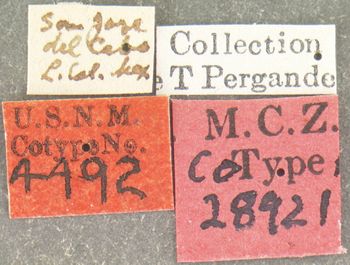 San Jose
del Cabo
L. Cal. Mex
Collection
e T Pergande
U.S.N.M.
Cotype No.
4492
M.C.Z.
CoType
28921